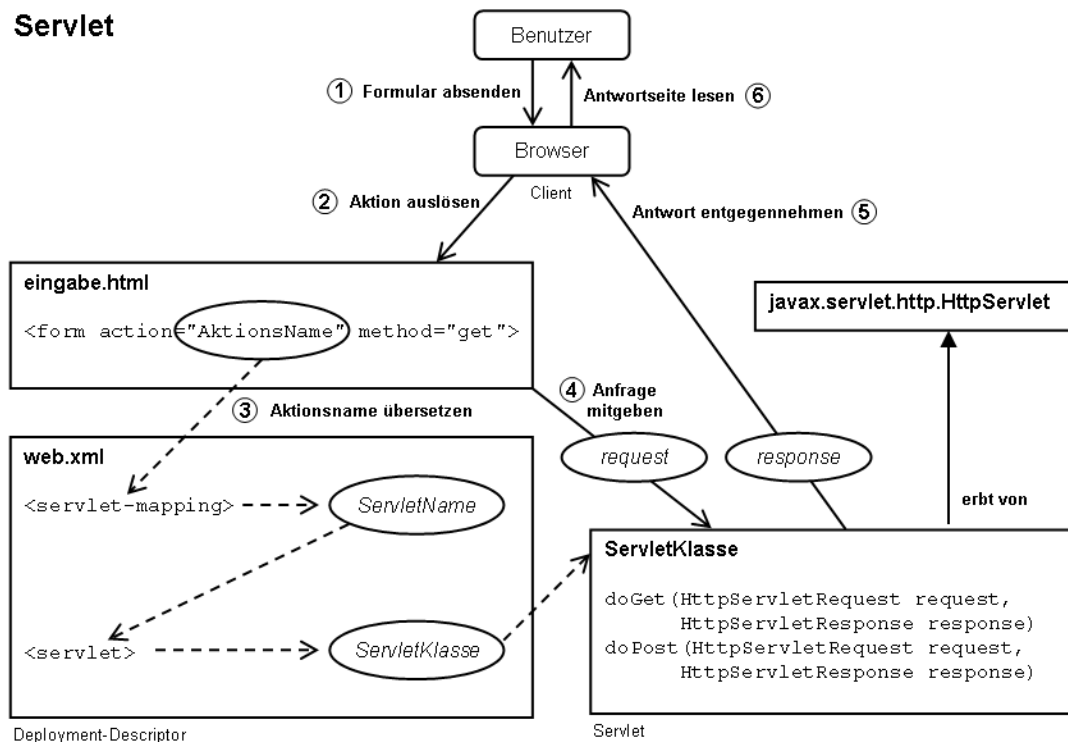 Servlet
Benutzer
1 Formular absenden
Antwortseite lesen 6
Browser
Client
2 Aktion auslösen
Antwort entgegennehmen 5
eingabe.html
<form action="AktionsName" method="get">
javax.servlet.http.HttpServlet
3 Aktionsname übersetzen
4 Anfrage
mitgeben
request
response
erbt von
web.xml
<servlet-mapping>
ServletName
<servlet>
ServletKlasse
Deployment-Descriptor
ServletKlasse
doGet(HttpServletRequest request,
HttpServletResponse response)
doPost(HttpServletRequest request,
HttpServletResponse response)
Servlet